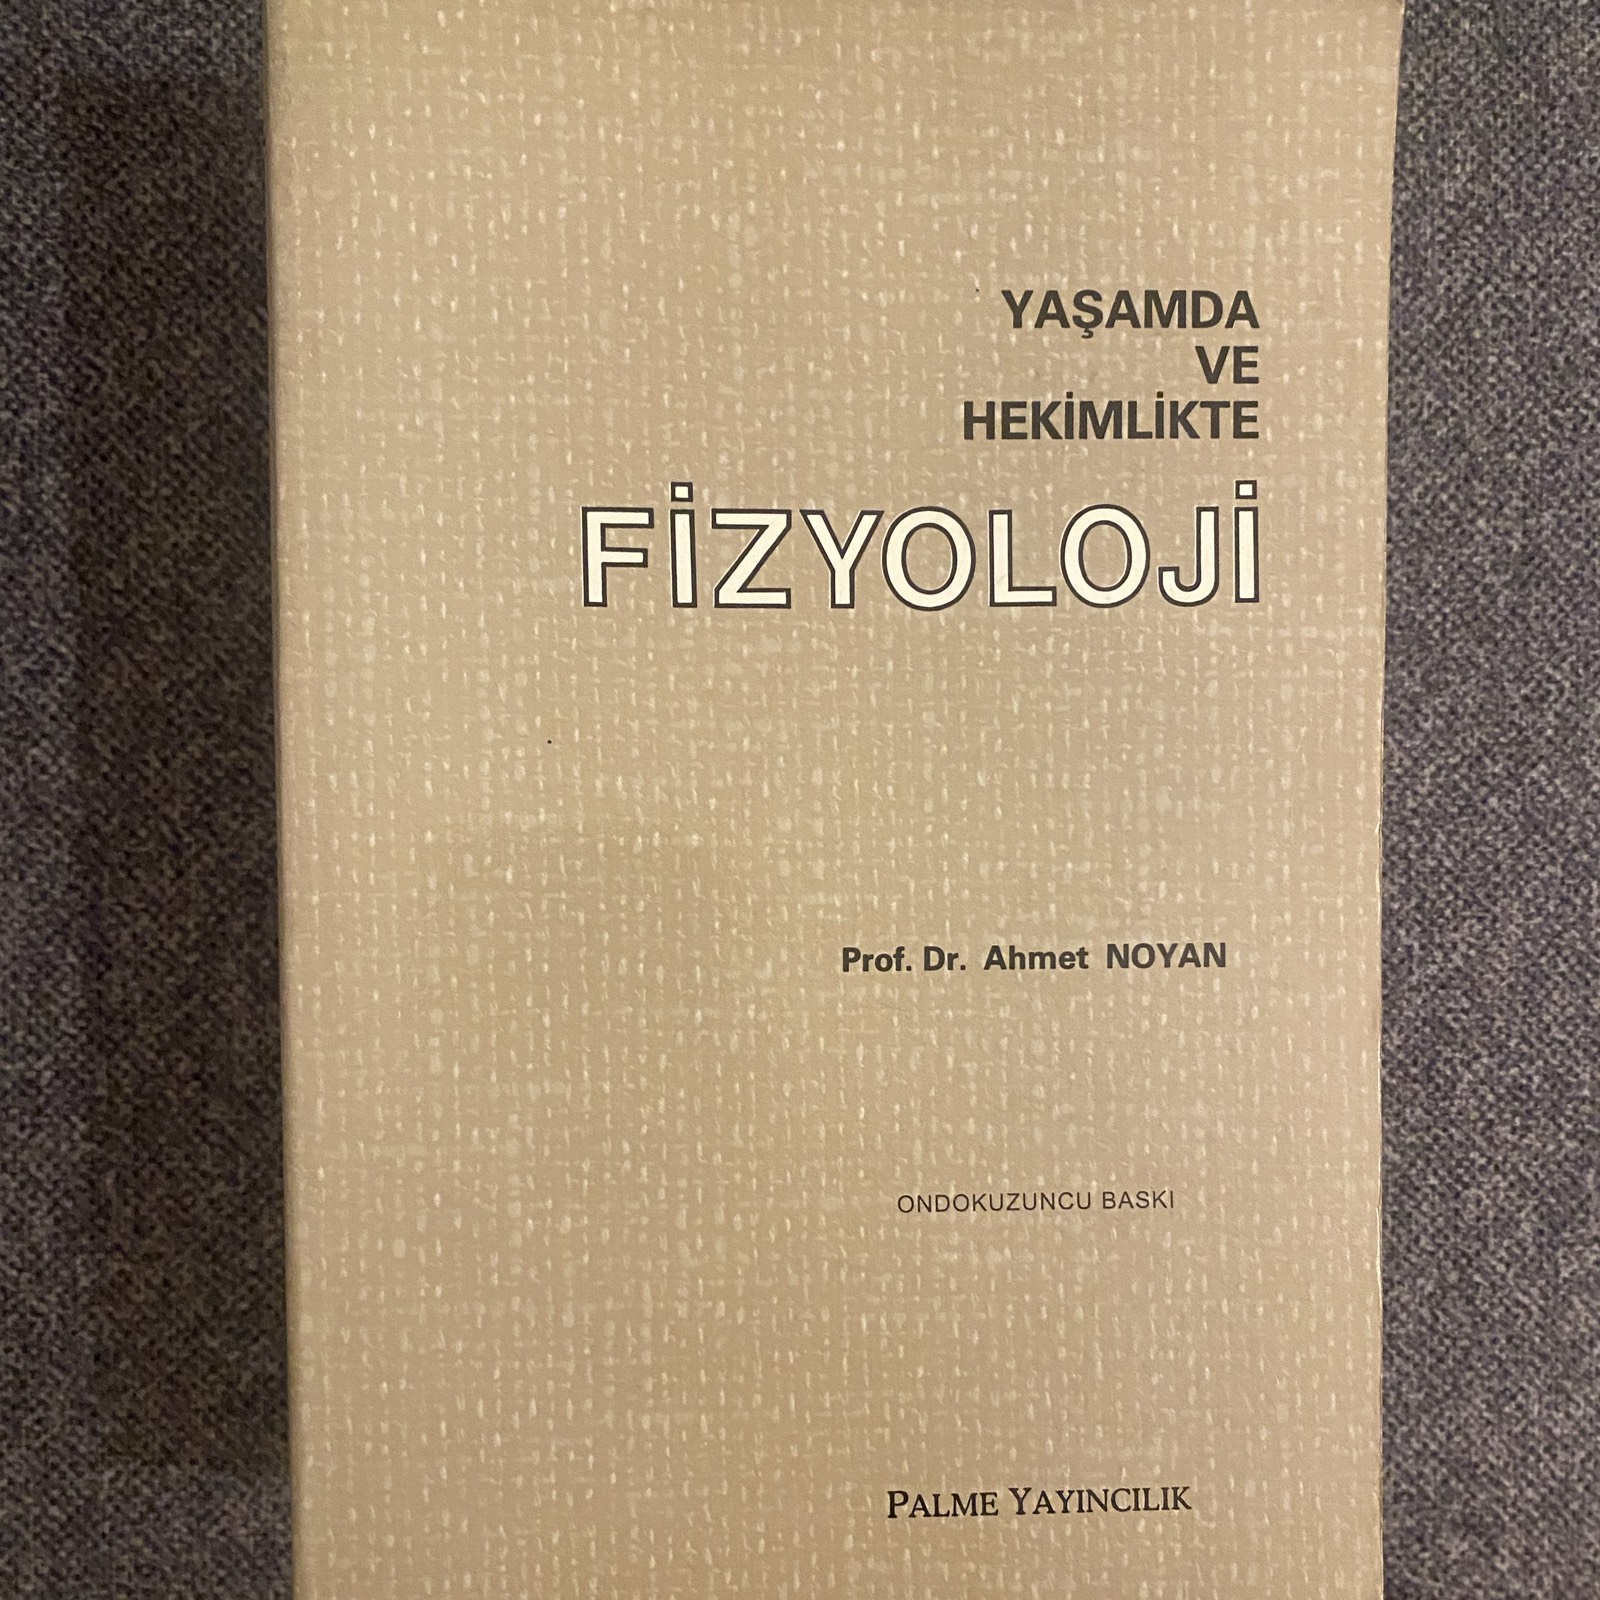 YAŞAMDA
VE
HEKİMLİKTE
FİZYOLOJİ
Prof. Dr. Ahmet NOYAN
ONDOKUZUNCU BASKI
PALME YAYINCILIK